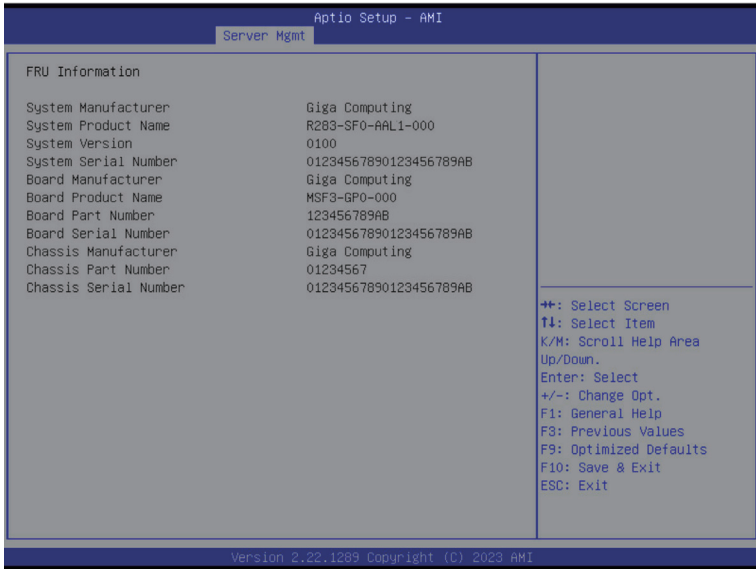 Aptio Setup – AMI
Server Mgmt
FRU Information
System Manufacturer Giga Computing
System Product Name R283-SF0-AAL1-000
System Version 0100
System Serial Number 01234567890123456789AB
Board Manufacturer Giga Computing
Board Product Name MSF3-GP0-000
Board Part Number 123456789AB
Board Serial Number 01234567890123456789AB
Chassis Manufacturer Giga Computing
Chassis Part Number 01234567
Chassis Serial Number 01234567890123456789AB
→←: Select Screen
↑↓: Select Item
K/M: Scroll Help Area
Up/Down.
Enter: Select
+/-: Change Opt.
F1: General Help
F3: Previous Values
F9: Optimized Defaults
F10: Save & Exit
ESC: Exit
Version 2.22.1289 Copyright (C) 2023 AMI